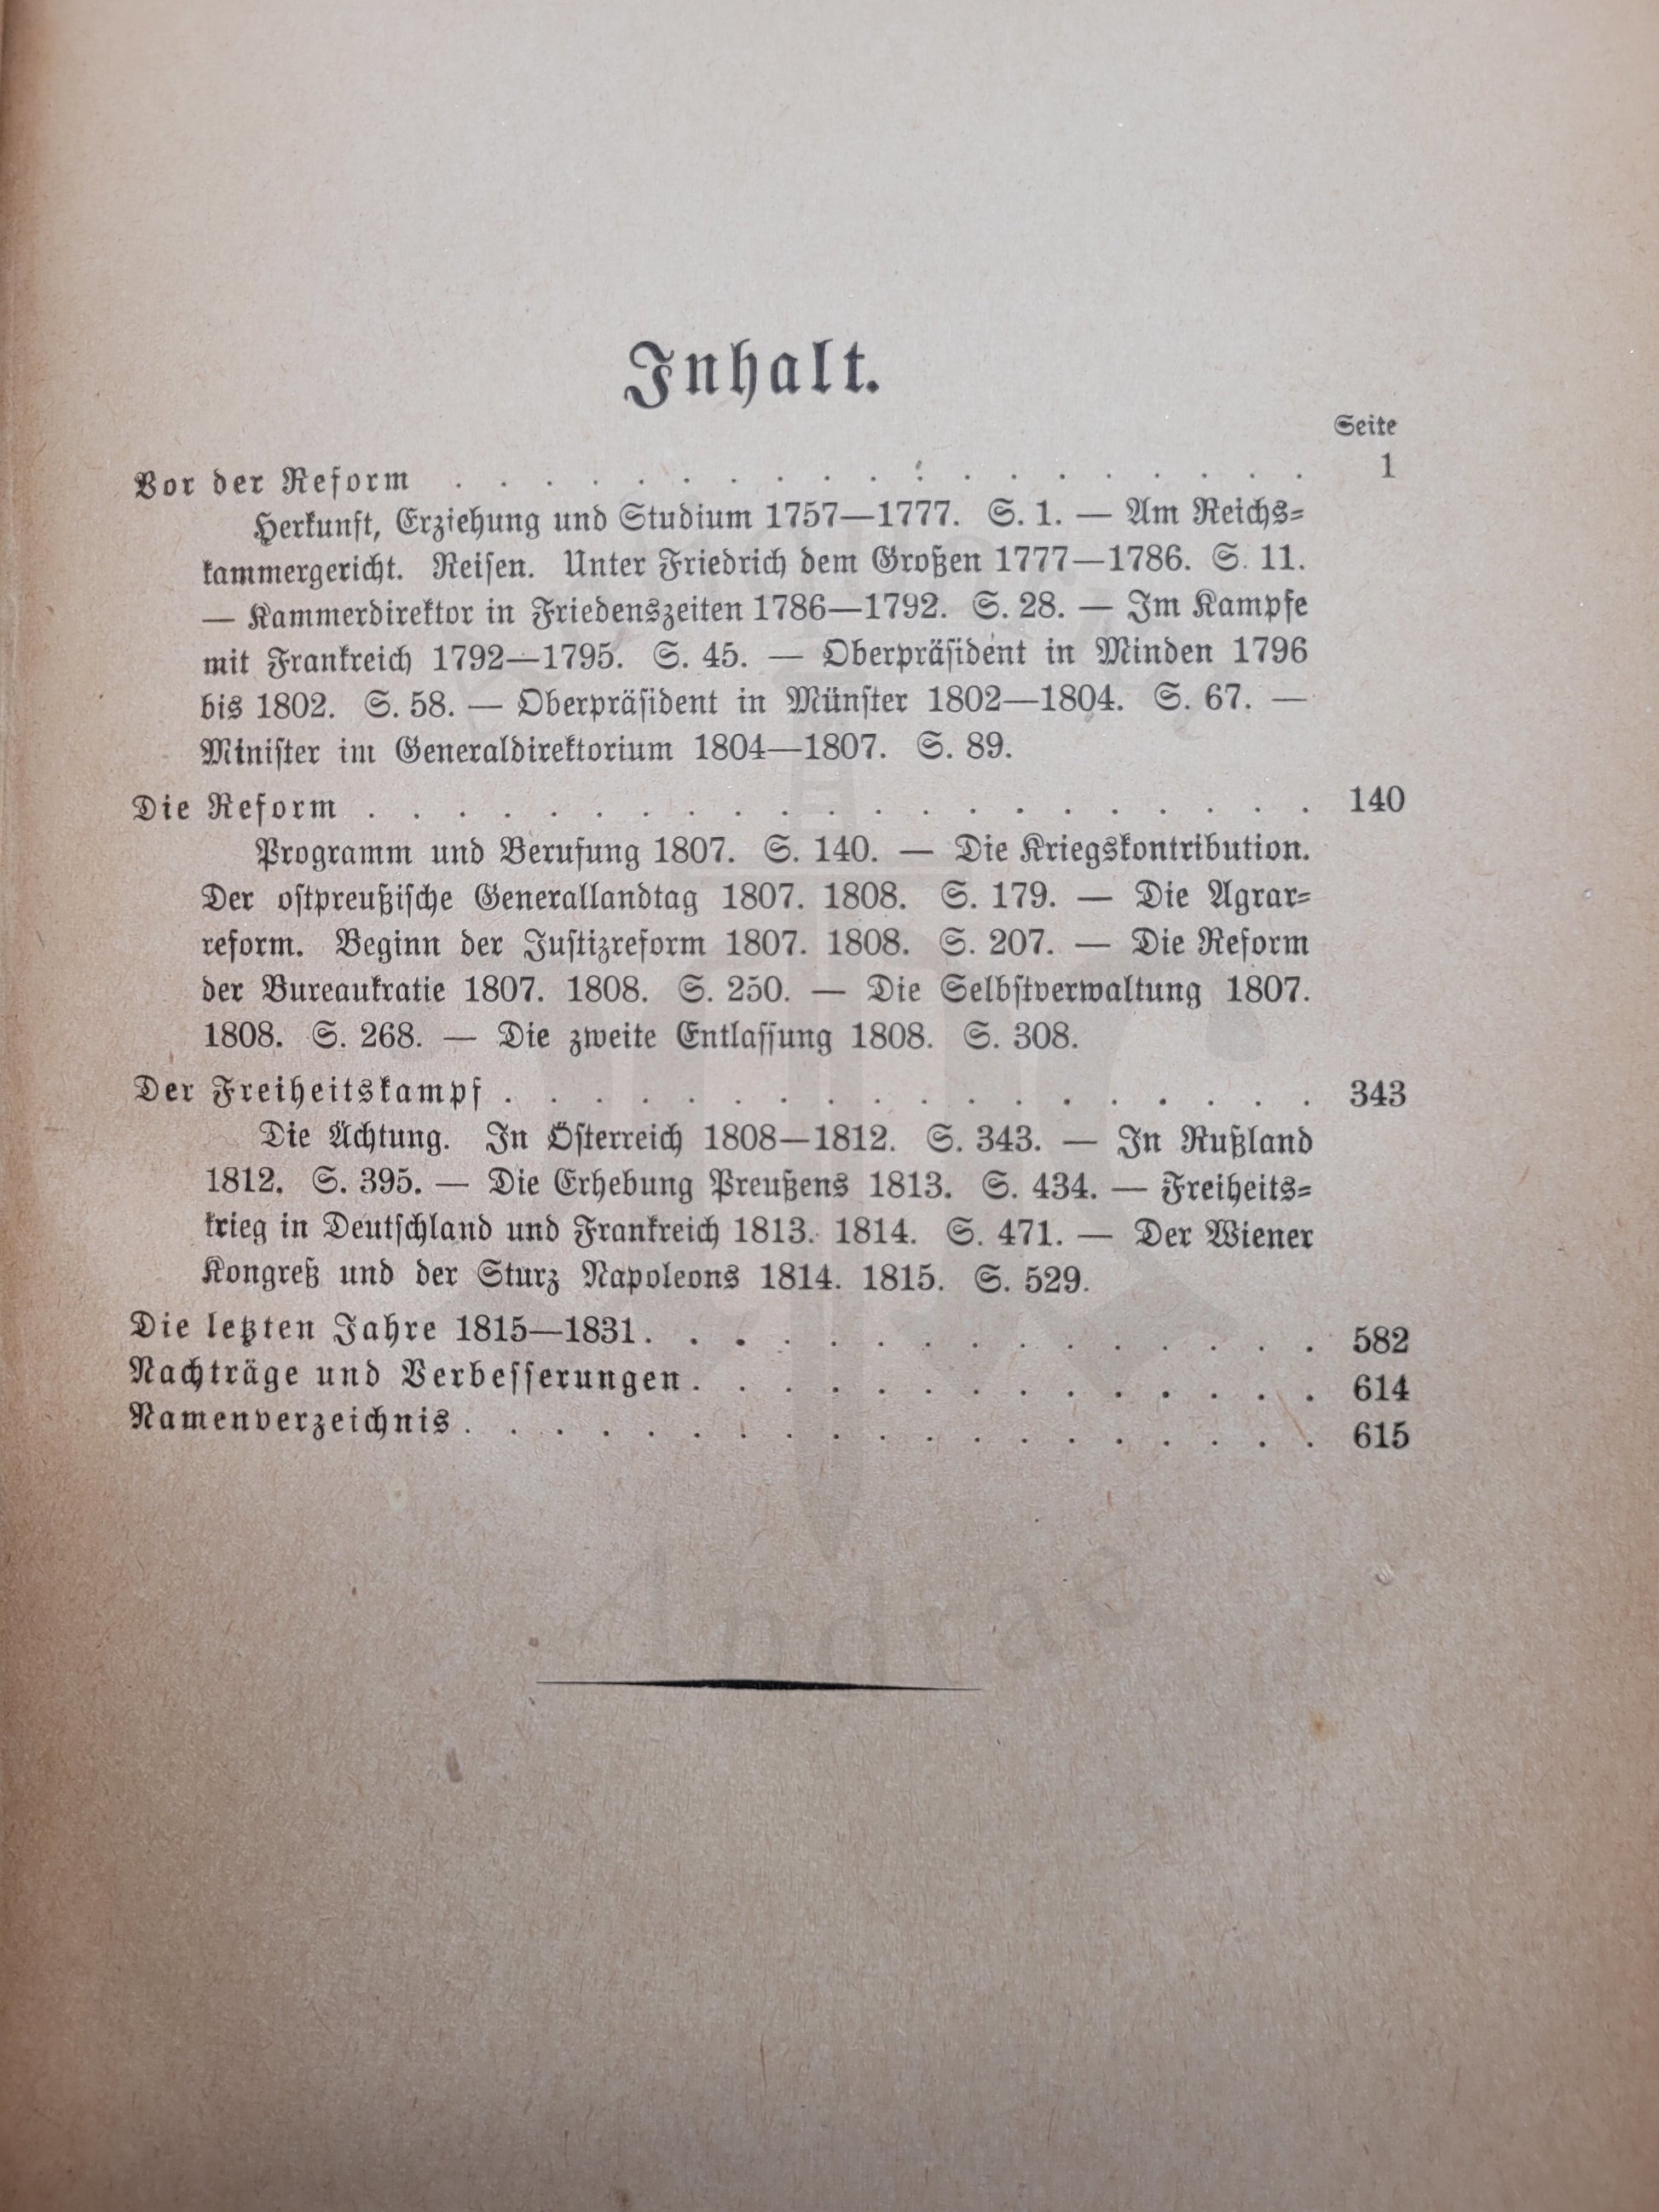 Inhalt.
Seite
Vor der Reform . . . . . . . . . . . . . . . . . . . 1
Herkunft, Erziehung und Studium 1757—1777. S. 1. — Am Reichs-
kammergericht. Reisen. Unter Friedrich dem Großen 1777—1786. S. 11.
— Kammerdirektor in Friedenszeiten 1786—1792. S. 28. — Im Kampfe
mit Frankreich 1792—1795. S. 45. — Oberpräsident in Minden 1796
bis 1802. S. 58. — Oberpräsident in Münster 1802—1804. S. 67. —
Minister im Generaldirektorium 1804—1807. S. 89.
Die Reform . . . . . . . . . . . . . . . . . . . . . 140
Programm und Berufung 1807. S. 140. — Die Kriegskontribution.
Der ostpreußische Generallandtag 1807. 1808. S. 179. — Die Agrar-
reform. Beginn der Justizreform 1807. 1808. S. 207. — Die Reform
der Bureaukratie 1807. 1808. S. 250. — Die Selbstverwaltung 1807.
1808. S. 268. — Die zweite Entlassung 1808. S. 308.
Der Freiheitskampf . . . . . . . . . . . . . . . . . . 343
Die Ächtung. In Österreich 1808—1812. S. 343. — In Rußland
1812. S. 395. — Die Erhebung Preußens 1813. S. 434. — Freiheits-
krieg in Deutschland und Frankreich 1813. 1814. S. 471. — Der Wiener
Kongreß und der Sturz Napoleons 1814. 1815. S. 529.
Die letzten Jahre 1815—1831 . . . . . . . . . . . . . . . 582
Nachträge und Verbesserungen . . . . . . . . . . . . . . 614
Namenverzeichnis . . . . . . . . . . . . . . . . . . . 615
Andrae